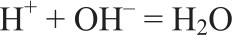 H⁺ + OH⁻ = H₂O